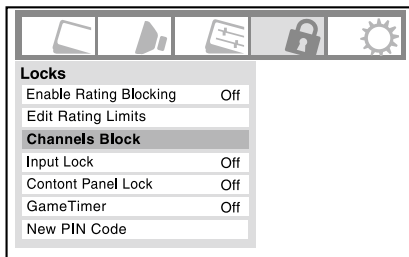 Locks
Enable Rating Blocking Off
Edit Rating Limits
Channels Block
Input Lock Off
Contont Panel Lock Off
GameTimer Off
New PIN Code